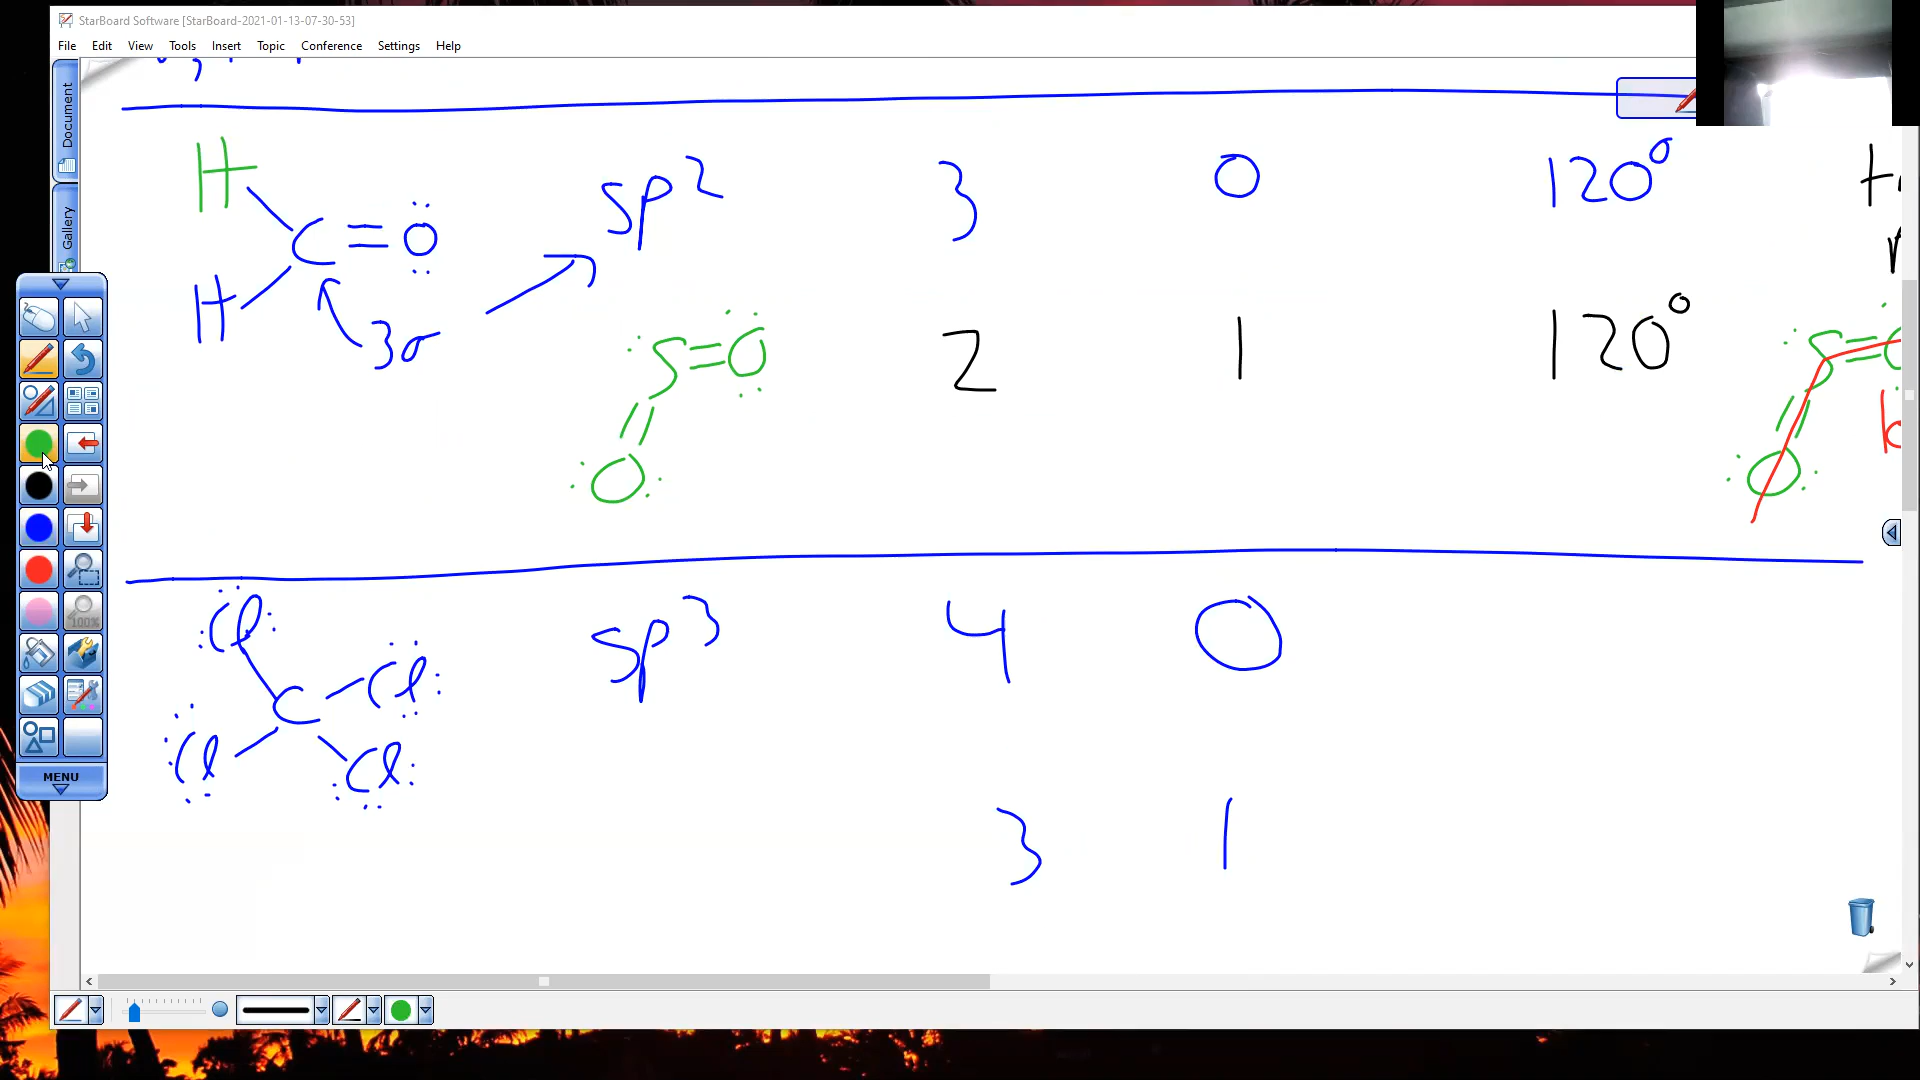 StarBoard Software [StarBoard-2021-01-13-07-30-53]
File Edit View Tools Insert Topic Conference Settings Help
Document
Gallery
H
sp² 3 0 120°
C = O
H
3σ
S = O 2 1 120° S =
O O
Cl sp³ 4 0
C Cl
Cl Cl
3 1
100%
MENU